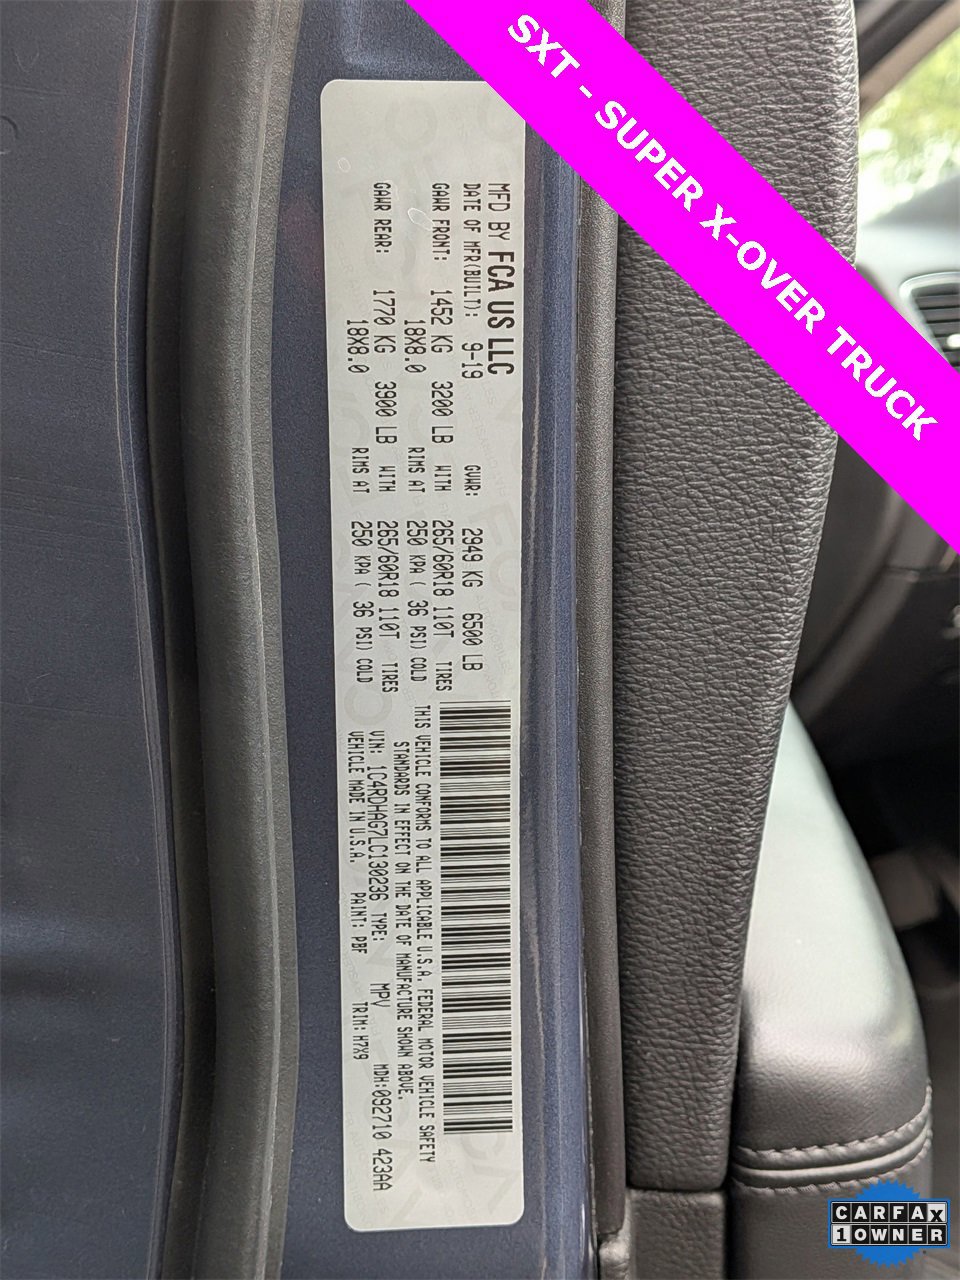 SXT - SUPER X-OVER TRUCK
MFD BY FCA US LLC
DATE OF MFR(BUILT): 9-19 GVWR: 2949 KG 6500 LB
GAWR FRONT: 1452 KG 3200 LB WITH 265/60R18 110T TIRES
18X8.0 RIMS AT 250 KPA ( 36 PSI) COLD
GAWR REAR: 1770 KG 3900 LB WITH 265/60R18 110T TIRES
18X8.0 RIMS AT 250 KPA ( 36 PSI) COLD
THIS VEHICLE CONFORMS TO ALL APPLICABLE U.S.A. FEDERAL MOTOR VEHICLE SAFETY
STANDARDS IN EFFECT ON THE DATE OF MANUFACTURE SHOWN ABOVE.
VIN: 1C4RDHAG7LC130236 TYPE: MPV MDH:092710 423AA
VEHICLE MADE IN U.S.A. PAINT: PBF TRIM: H7X9
CARFAX
1 OWNER